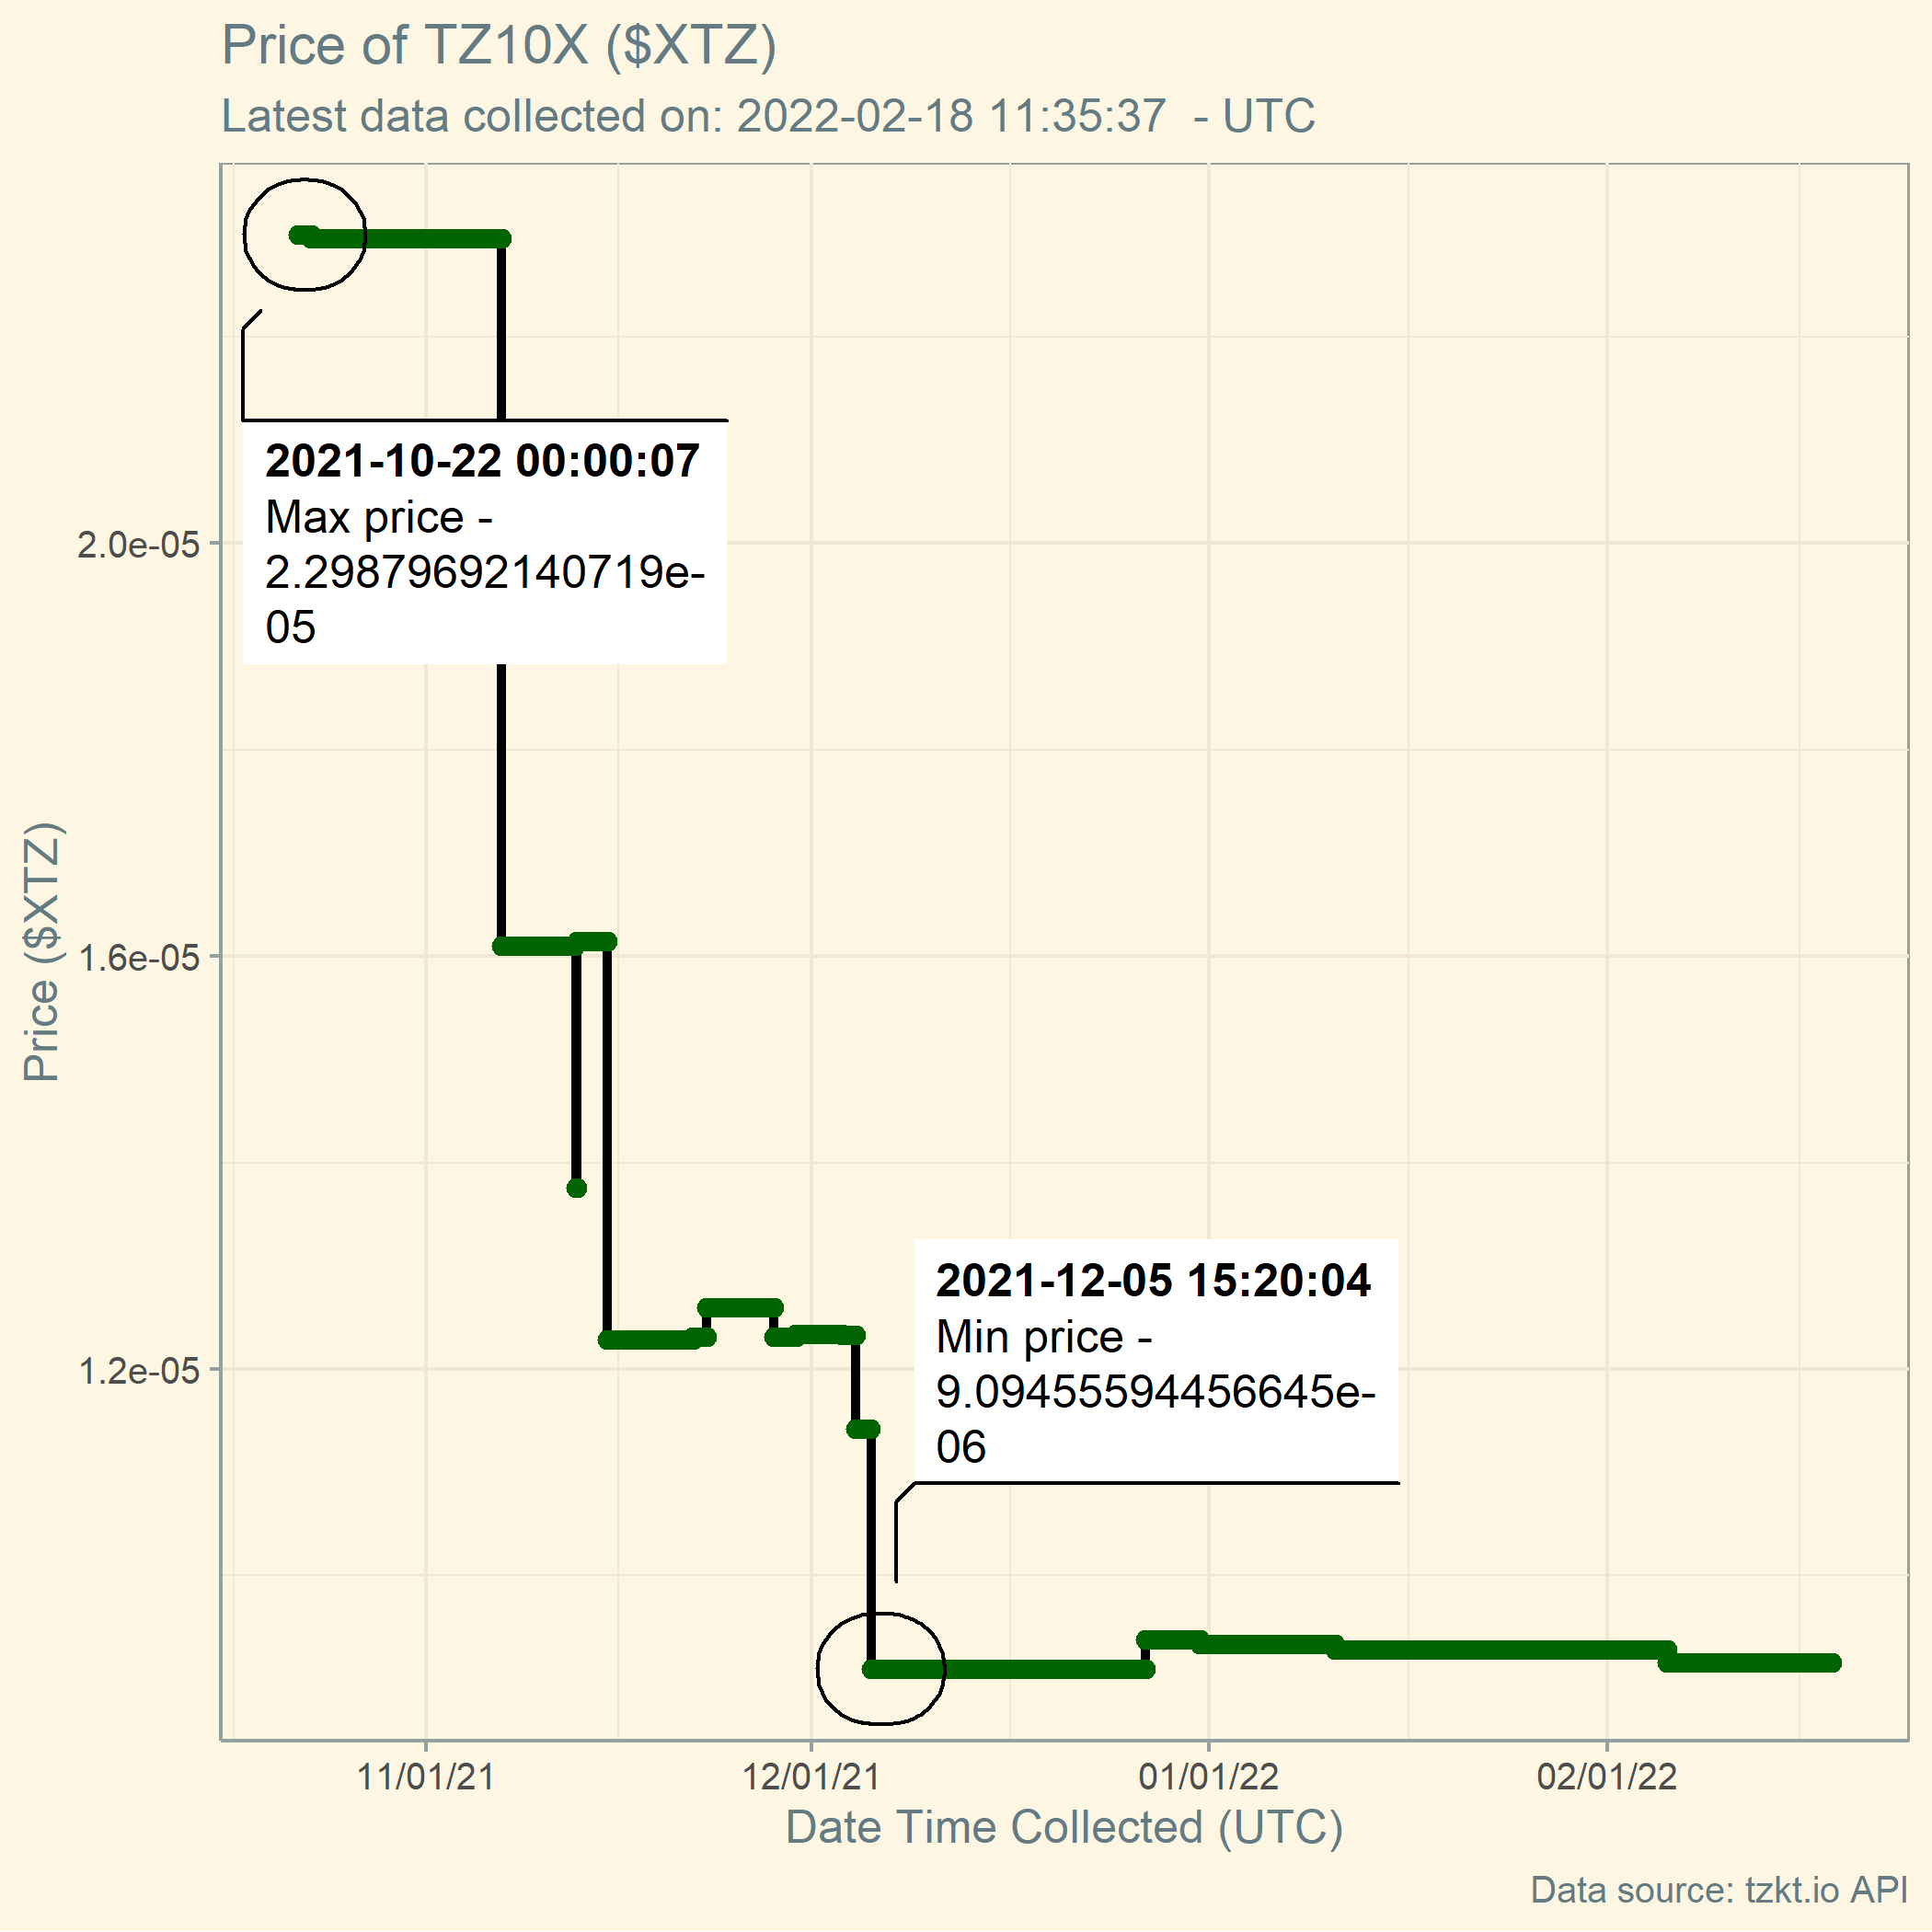 Price of TZ10X ($XTZ)
Latest data collected on: 2022-02-18 11:35:37  - UTC
2021-10-22 00:00:07
Max price -
2.29879692140719e-
05
2.0e-05
1.6e-05
1.2e-05
Price ($XTZ)
2021-12-05 15:20:04
Min price -
9.09455594456645e-
06
11/01/21
12/01/21
01/01/22
02/01/22
Date Time Collected (UTC)
Data source: tzkt.io API